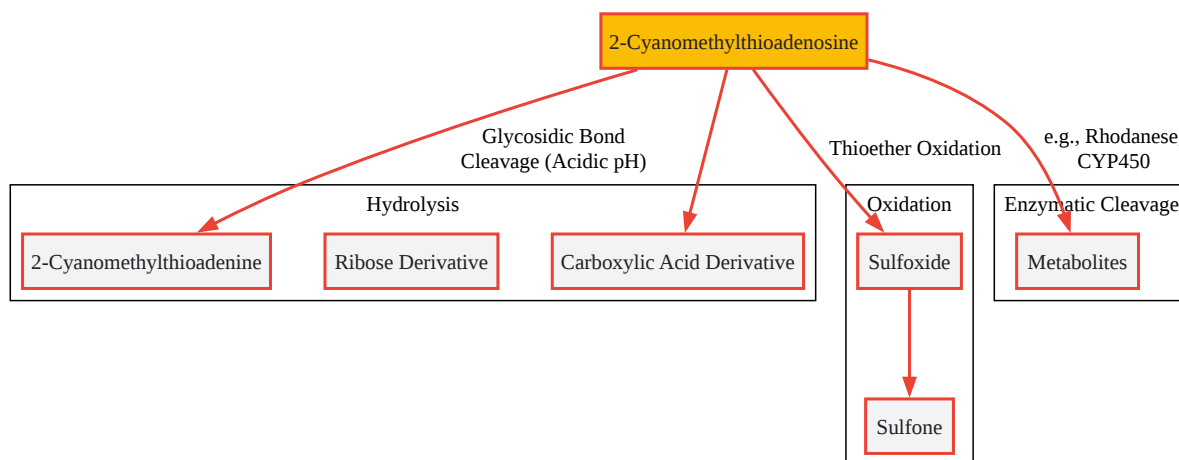 2-Cyanomethylthioadenosine
Glycosidic Bond
Cleavage (Acidic pH)
Thioether Oxidation
e.g., Rhodanese,
CYP450
Hydrolysis
Oxidation
Enzymatic Cleavage
2-Cyanomethylthioadenine
Ribose Derivative
Carboxylic Acid Derivative
Sulfoxide
Metabolites
Sulfone